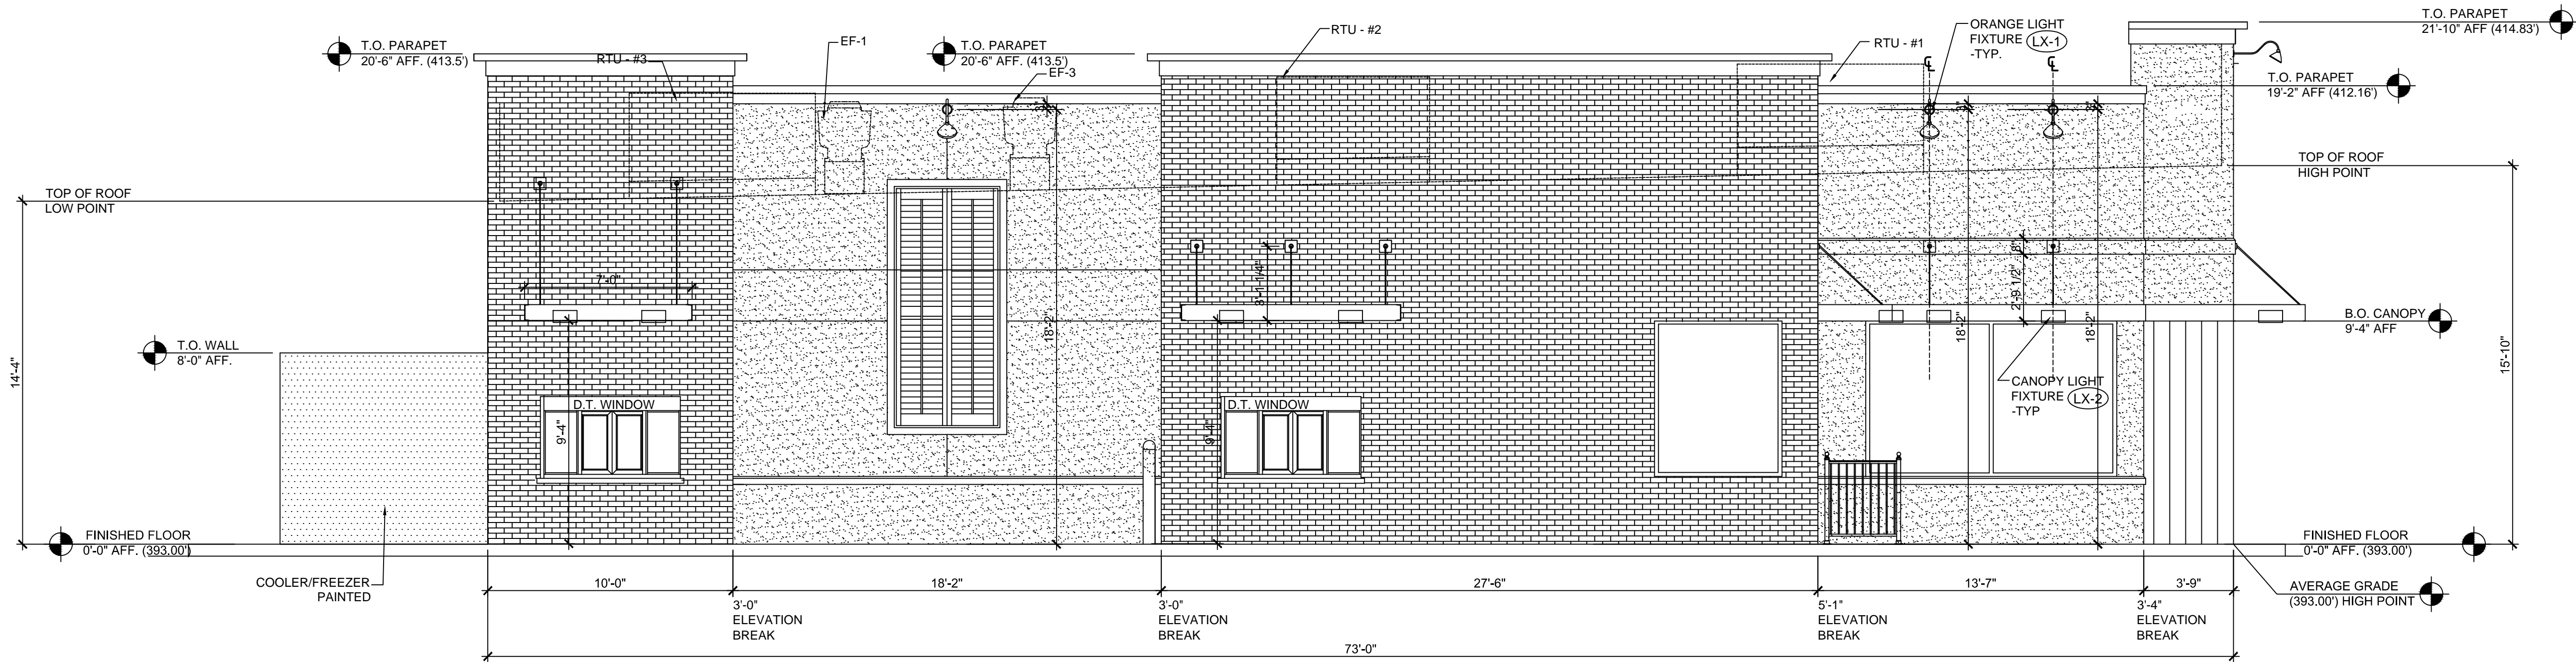 T.O. PARAPET
20'-6" AFF. (413.5')
RTU - #3
EF-1
T.O. PARAPET
20'-6" AFF. (413.5')
EF-3
RTU - #2
RTU - #1
ORANGE LIGHT
FIXTURE LX-1
-TYP.
T.O. PARAPET
21'-10" AFF (414.83')
T.O. PARAPET
19'-2" AFF (412.16')
TOP OF ROOF
HIGH POINT
TOP OF ROOF
LOW POINT
3"
3"
7'-0"
3'-1 1/4"
8"
2'-9 1/2"
18'-2"
18'-2"
18'-2"
B.O. CANOPY
9'-4" AFF
T.O. WALL
8'-0" AFF.
14'-4"
15'-10"
D.T. WINDOW
9'-4"
D.T. WINDOW
9'-4"
CANOPY LIGHT
FIXTURE LX-2
-TYP
FINISHED FLOOR
0'-0" AFF. (393.00')
FINISHED FLOOR
0'-0" AFF. (393.00')
COOLER/FREEZER
PAINTED
10'-0"
18'-2"
27'-6"
13'-7"
3'-9"
AVERAGE GRADE
(393.00') HIGH POINT
3'-0"
ELEVATION
BREAK
3'-0"
ELEVATION
BREAK
5'-1"
ELEVATION
BREAK
3'-4"
ELEVATION
BREAK
73'-0"